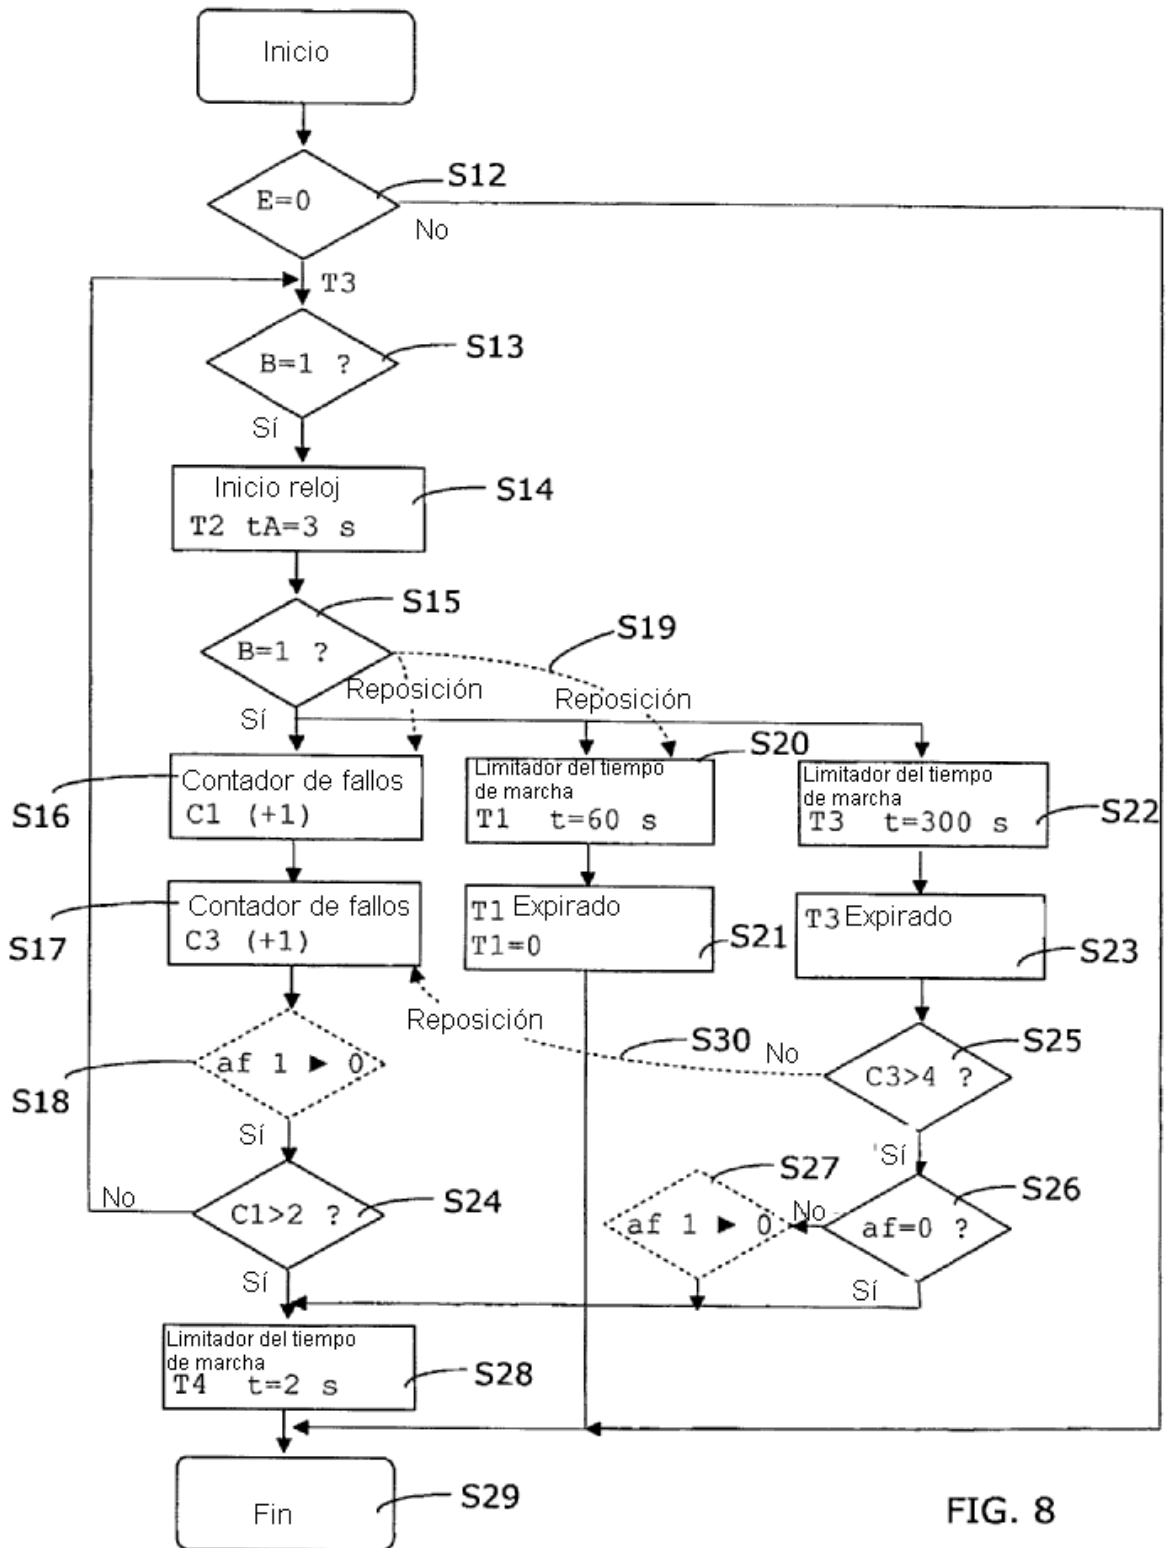 Inicio
S12
E=0
No
T3
S13
B=1 ?
Sí
Inicio reloj
S14
T2 tA=3 s
S15
S19
B=1 ?
Reposición
Reposición
Sí
S20
Contador de fallos
C1 (+1)
S16
Limitador del tiempo
de marcha
T1 t=60 s
Limitador del tiempo
de marcha
T3 t=300 s
S22
Contador de fallos
C3 (+1)
S17
T1 Expirado
T1=0
S21
T3 Expirado
S23
Reposición
S30
No
S25
af 1 ► 0
C3>4 ?
S18
Sí
Sí
S27
S26
No
C1>2 ?
S24
af 1 ► 0
No
af=0 ?
Sí
Sí
Limitador del tiempo
de marcha
T4 t=2 s
S28
S29
Fin
FIG. 8